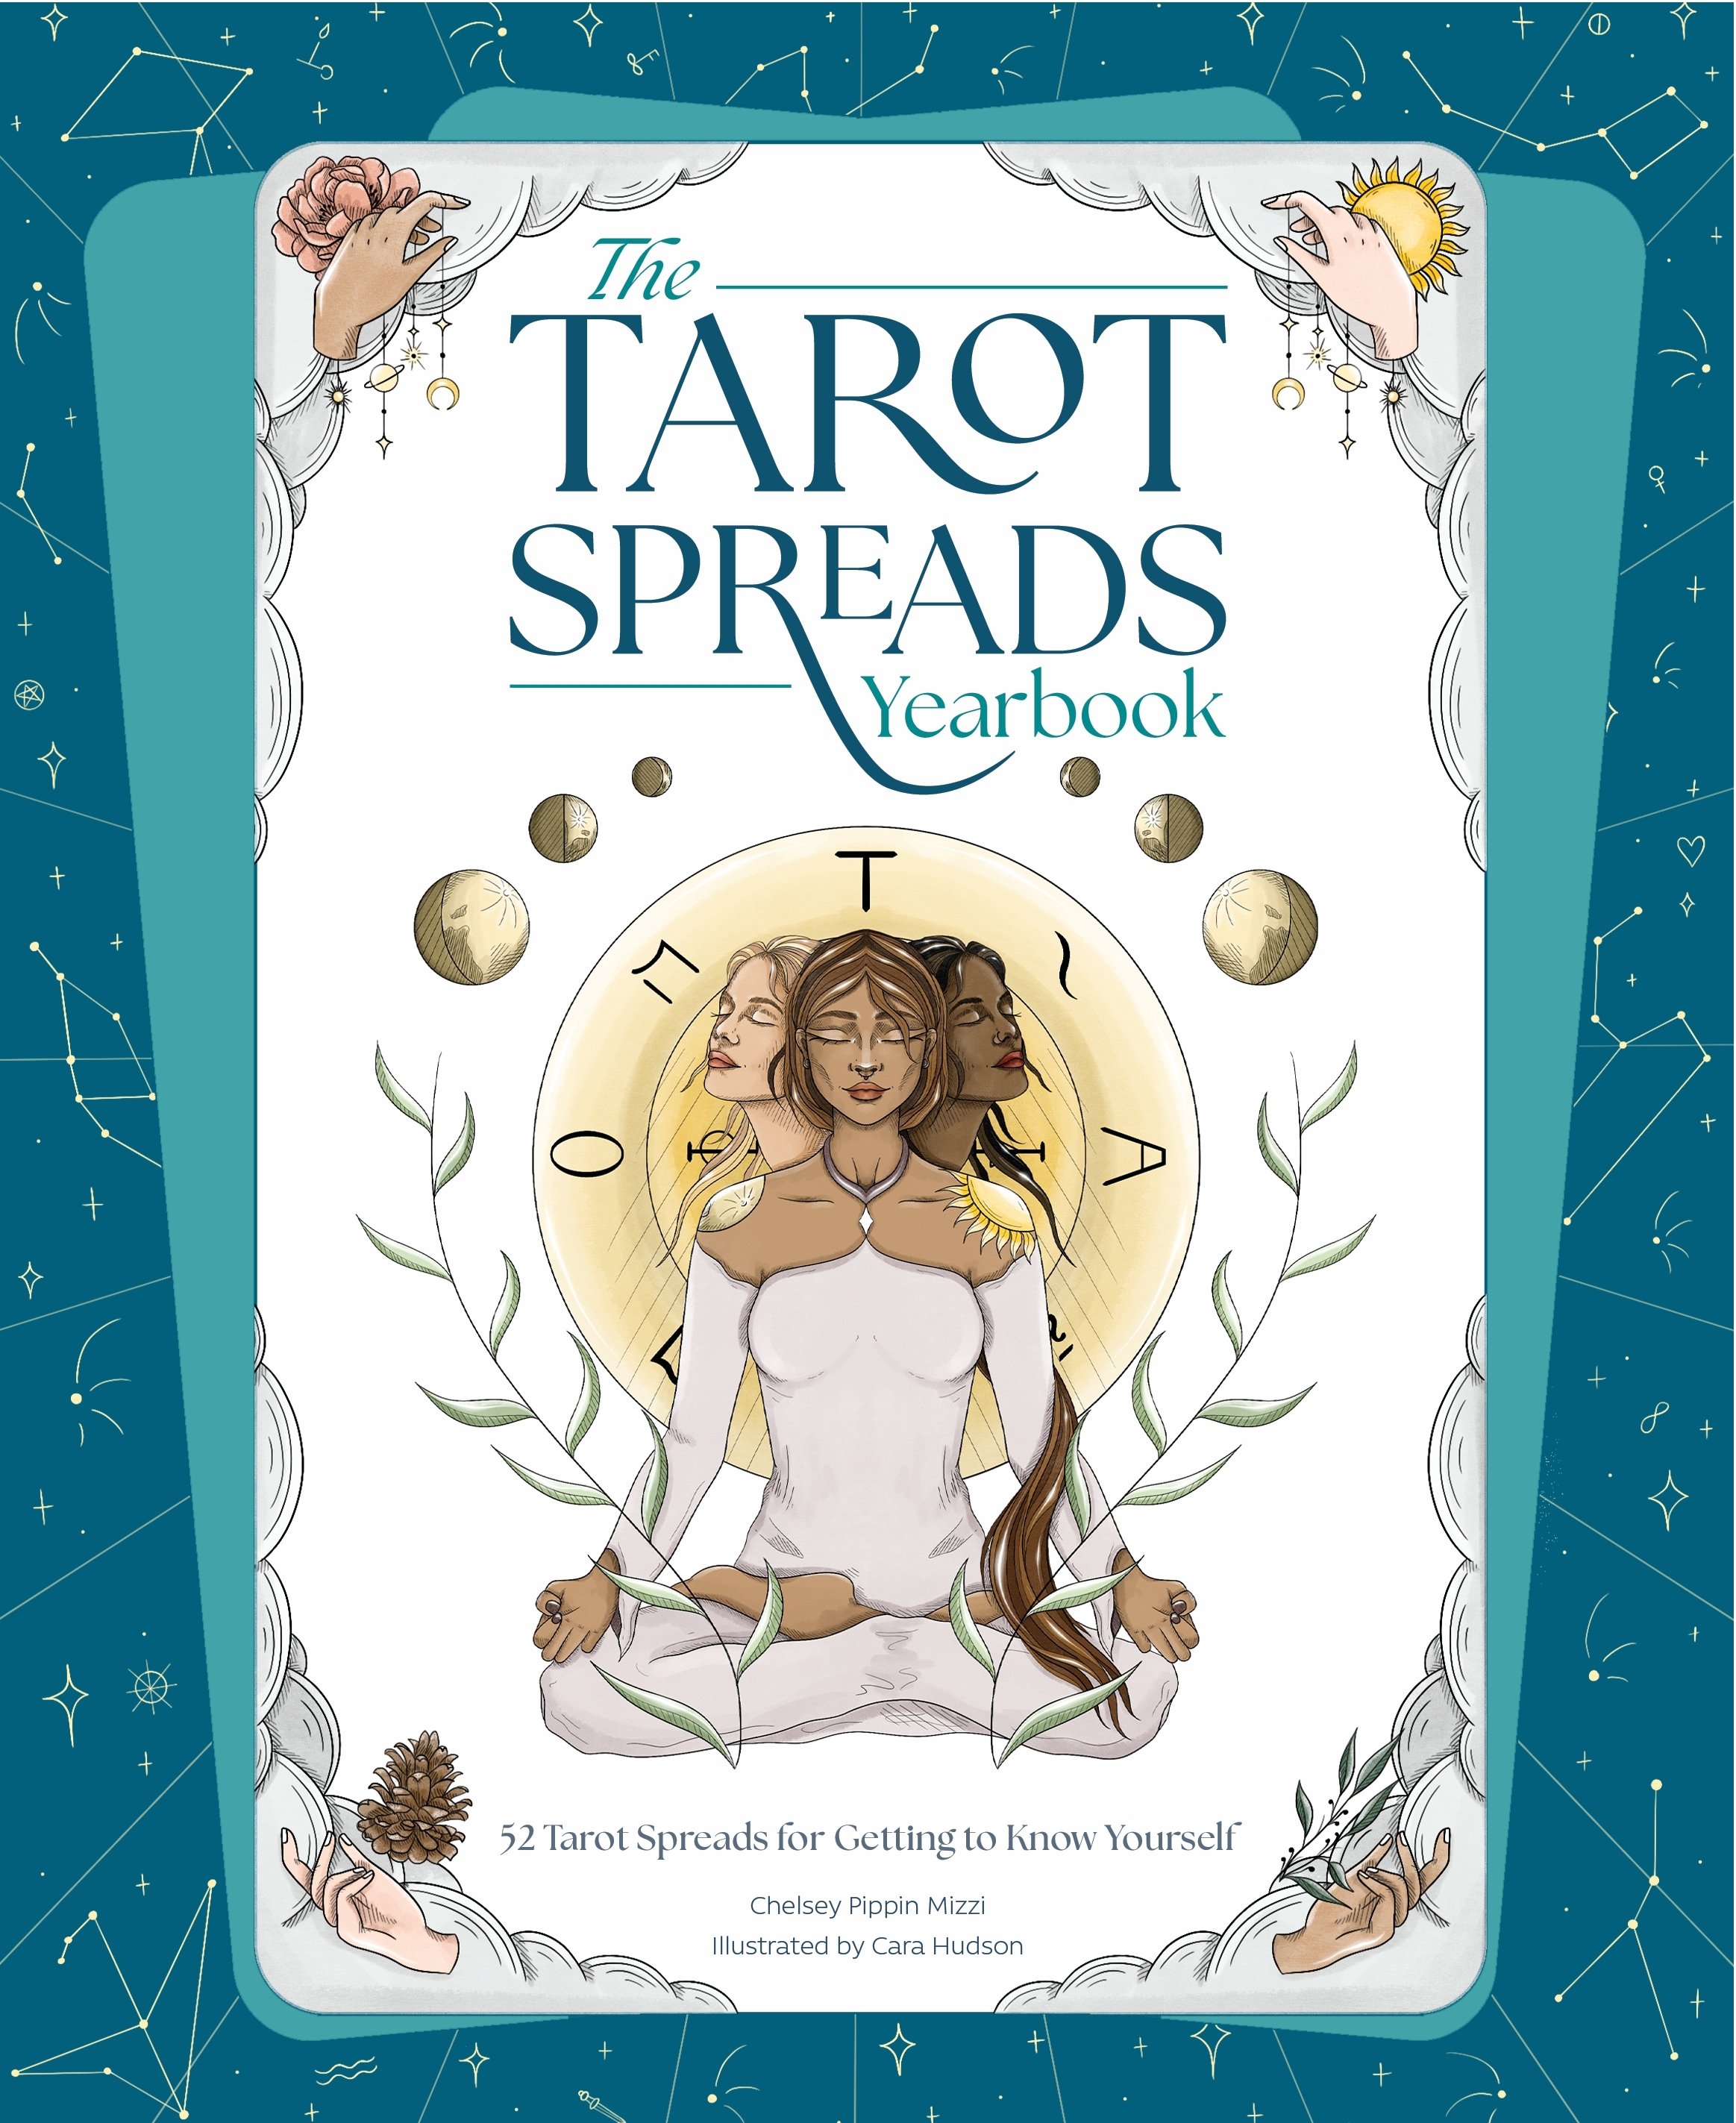 The
TAROT
SPREADS
Yearbook
T
A
O
52 Tarot Spreads for Getting to Know Yourself
Chelsey Pippin Mizzi
Illustrated by Cara Hudson